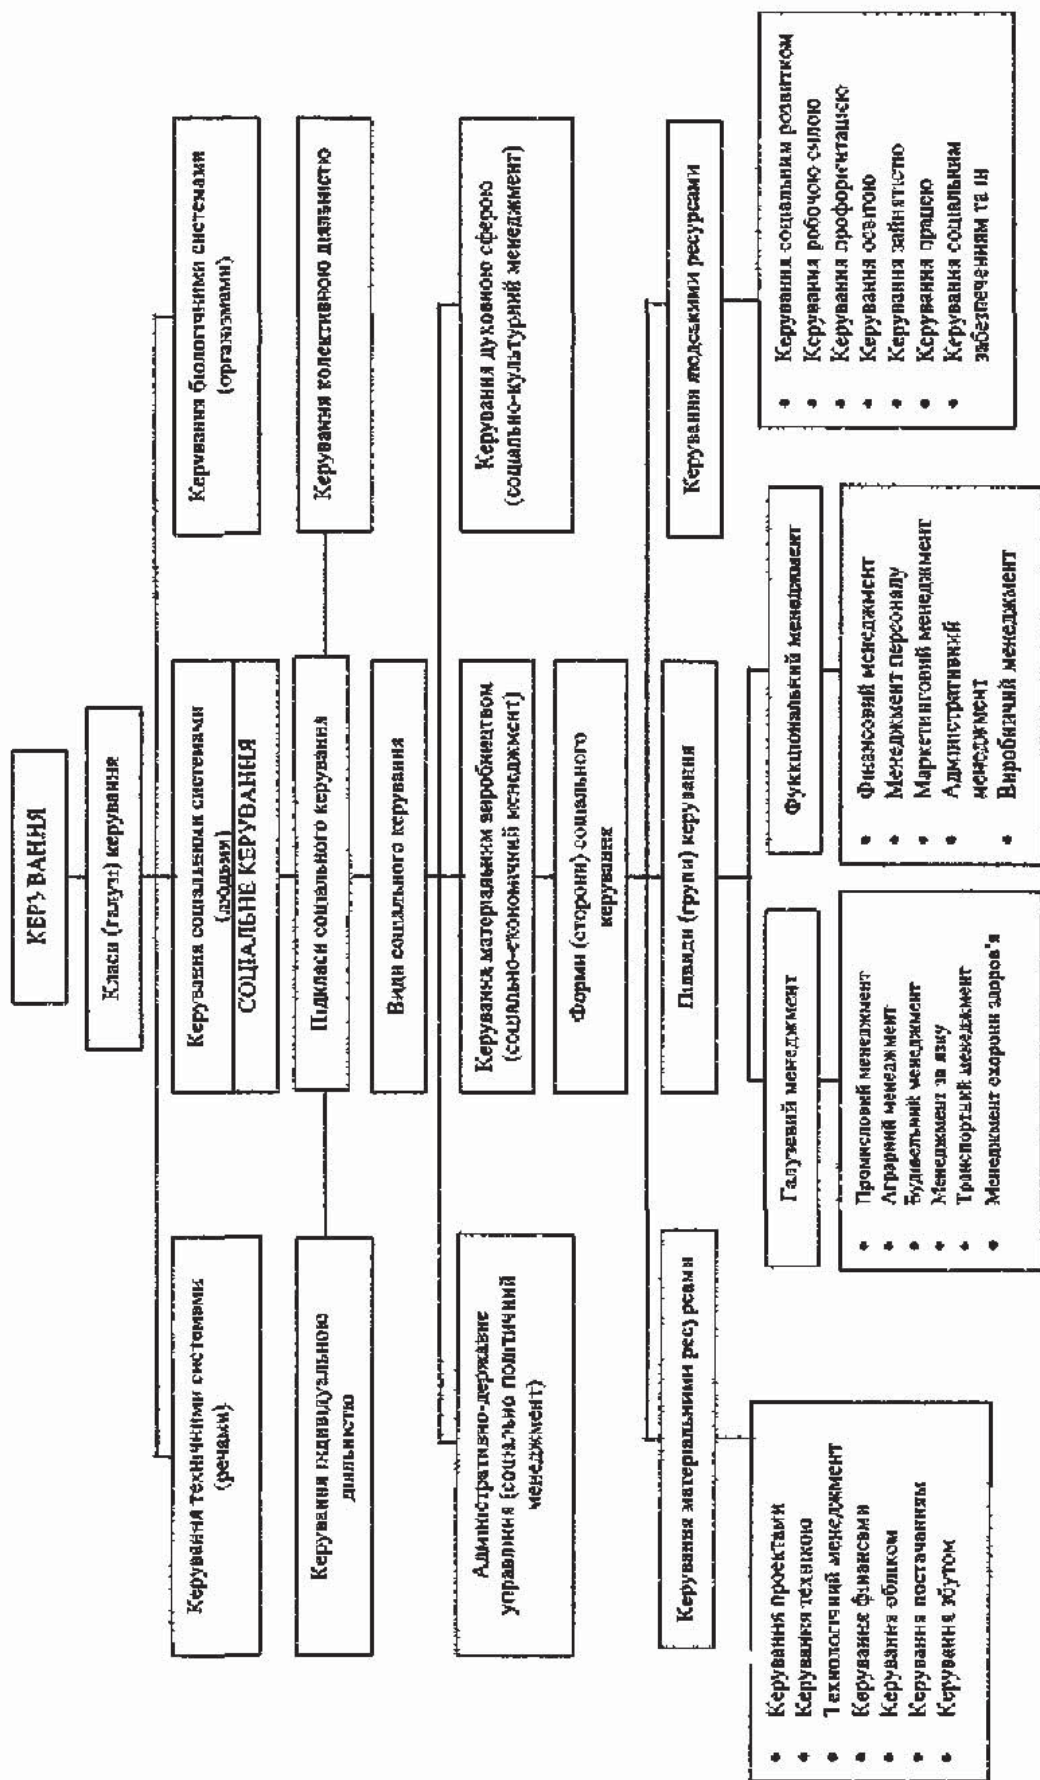 КЕРУВАННЯ
Класи (галузі) керування
Керування технічними системами
(речами)
Керування соціальними системами
(людьми)
СОЦІАЛЬНЕ КЕРУВАННЯ
Керування біологічними системами
(організмами)
Керування індивідуальною
діяльністю
Підкласи соціального керування
Керування колективною діяльністю
Види соціального керування
Адміністративно-державне
управління (соціально політичний
менеджмент)
Керування матеріальним виробництвом
(соціально-економічний менеджмент)
Керування духовною сферою
(соціально-культурний менеджмент)
Форми (сторони) соціального
керування
Керування матеріальними ресурсами
Підвиди (групи) керування
Керування людськими ресурсами
• Керування проектами
• Керування технікою
• Технологічний менеджмент
• Керування фінансами
• Керування обліком
• Керування постачанням
• Керування збутом
Галузевий менеджмент
• Промисловий менеджмент
• Аграрний менеджмент
• Будівельний менеджмент
• Менеджмент зв язку
• Транспортний менеджмент
• Менеджмент охорони здоров'я
Функціональний менеджмент
• Фінансовий менеджмент
• Менеджмент персоналу
• Маркетинговий менеджмент
• Адміністративний
менеджмент
• Виробничий менеджмент
• Керування соціальним розвитком
• Керування робочою силою
• Керування профорієнтацією
• Керування освітою
• Керування зайнятістю
• Керування працею
• Керування соціальним
забезпеченням та ін